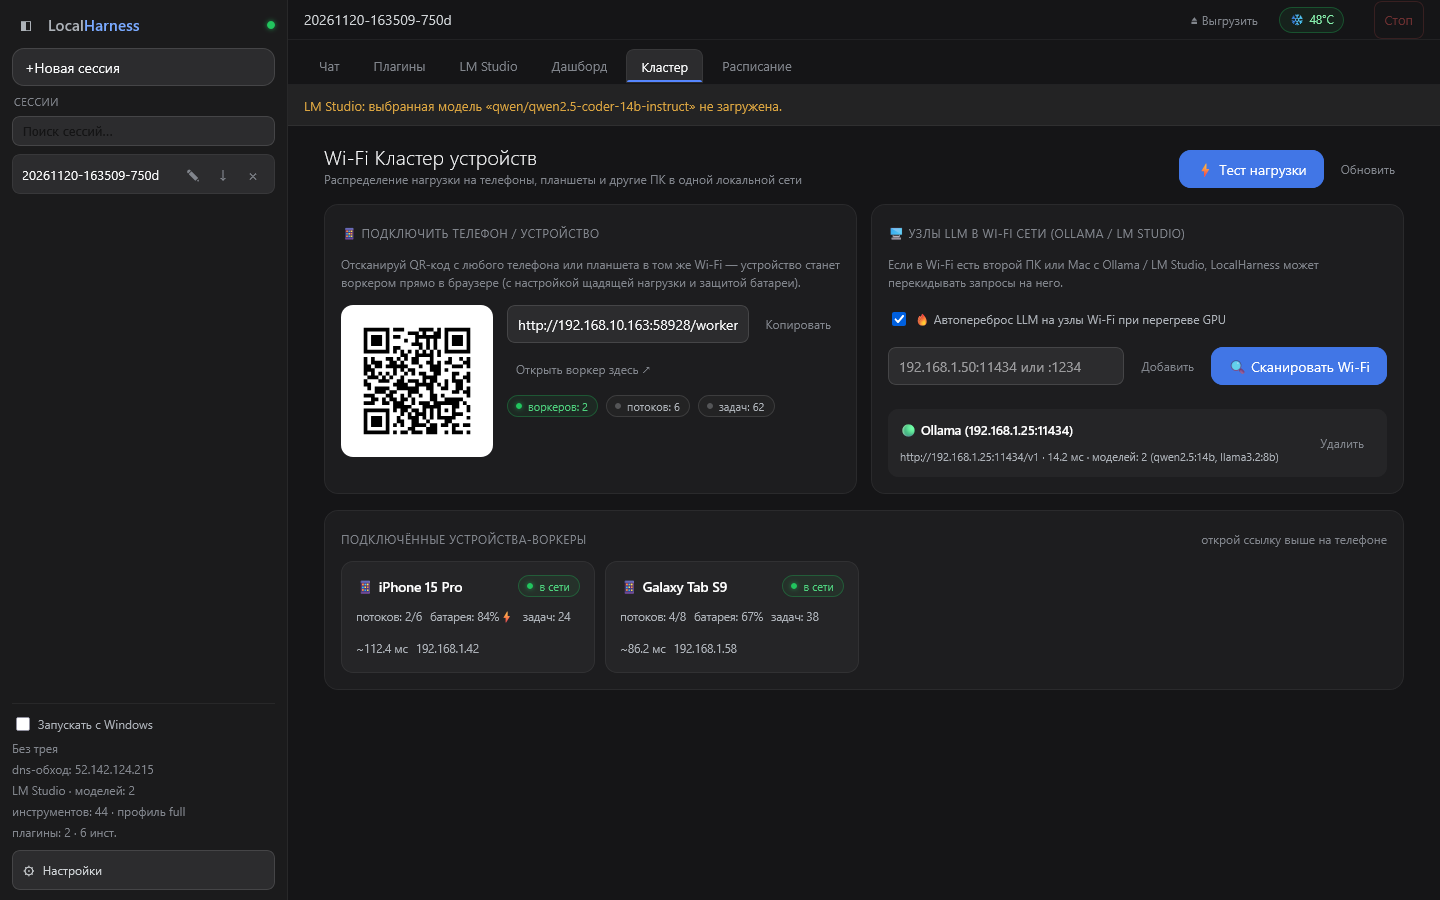 LocalHarness
+Новая сессия
СЕССИИ
Поиск сессий...
20261120-163509-750d
Запускать с Windows
Без трея
dns-обход: 52.142.124.215
LM Studio · моделей: 2
инструментов: 44 · профиль full
плагины: 2 · 6 инст.
Настройки
20261120-163509-750d
Выгрузить
48°C
Стоп
Чат
Плагины
LM Studio
Дашборд
Кластер
Расписание
LM Studio: выбранная модель «qwen/qwen2.5-coder-14b-instruct» не загружена.
Wi-Fi Кластер устройств
Распределение нагрузки на телефоны, планшеты и другие ПК в одной локальной сети
Тест нагрузки
Обновить
ПОДКЛЮЧИТЬ ТЕЛЕФОН / УСТРОЙСТВО
Отсканируй QR-код с любого телефона или планшета в том же Wi-Fi — устройство станет
воркером прямо в браузере (с настройкой щадящей нагрузки и защитой батареи).
http://192.168.10.163:58928/worker
Копировать
Открыть воркер здесь ↗
воркеров: 2
потоков: 6
задач: 62
УЗЛЫ LLM В WI-FI СЕТИ (OLLAMA / LM STUDIO)
Если в Wi-Fi есть второй ПК или Mac с Ollama / LM Studio, LocalHarness может
перекидывать запросы на него.
Автопереброс LLM на узлы Wi-Fi при перегреве GPU
192.168.1.50:11434 или :1234
Добавить
Сканировать Wi-Fi
Ollama (192.168.1.25:11434)
http://192.168.1.25:11434/v1 · 14.2 мс · моделей: 2 (qwen2.5:14b, llama3.2:8b)
Удалить
ПОДКЛЮЧЁННЫЕ УСТРОЙСТВА-ВОРКЕРЫ
открой ссылку выше на телефоне
iPhone 15 Pro
в сети
потоков: 2/6 батарея: 84% задач: 24
~112.4 мс 192.168.1.42
Galaxy Tab S9
в сети
потоков: 4/8 батарея: 67% задач: 38
~86.2 мс 192.168.1.58